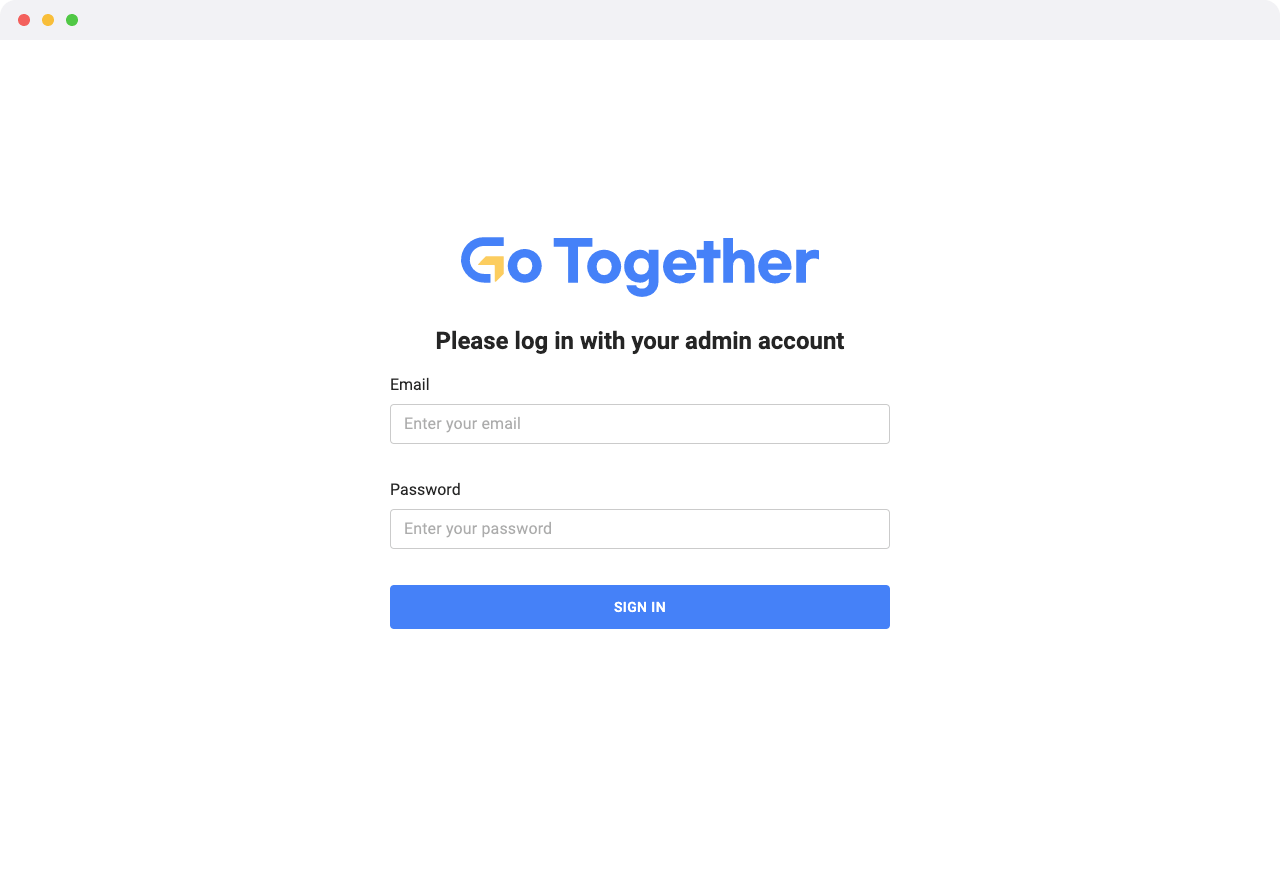 Go Together
Please log in with your admin account
Email
Enter your email
Password
Enter your password
SIGN IN